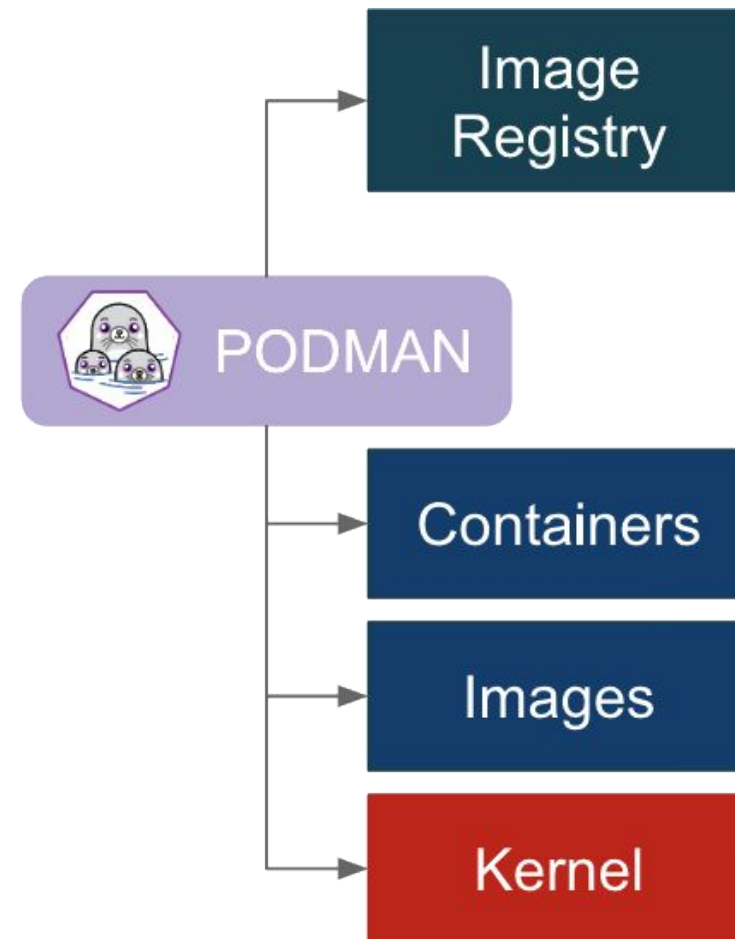 Image
Registry
PODMAN
Containers
Images
Kernel